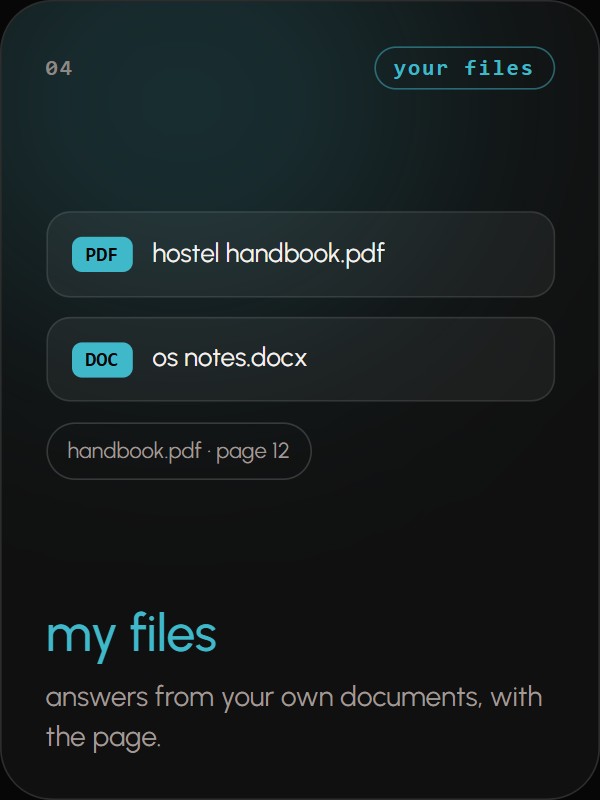 04
your files
PDF hostel handbook.pdf
DOC os notes.docx
handbook.pdf · page 12
my files
answers from your own documents, with
the page.